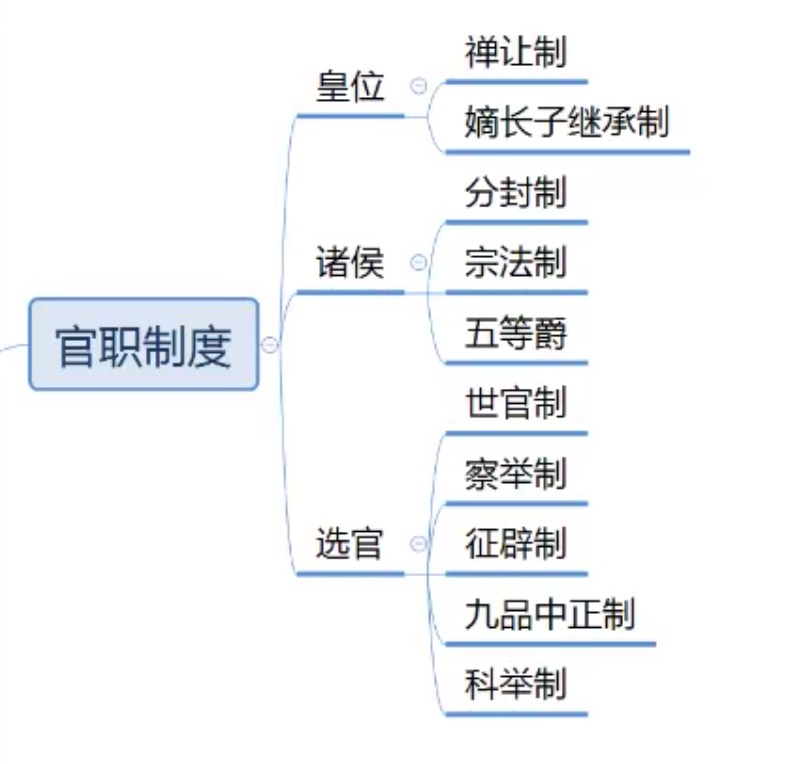 官职制度
皇位
禅让制
嫡长子继承制
诸侯
分封制
宗法制
五等爵
选官
世官制
察举制
征辟制
九品中正制
科举制